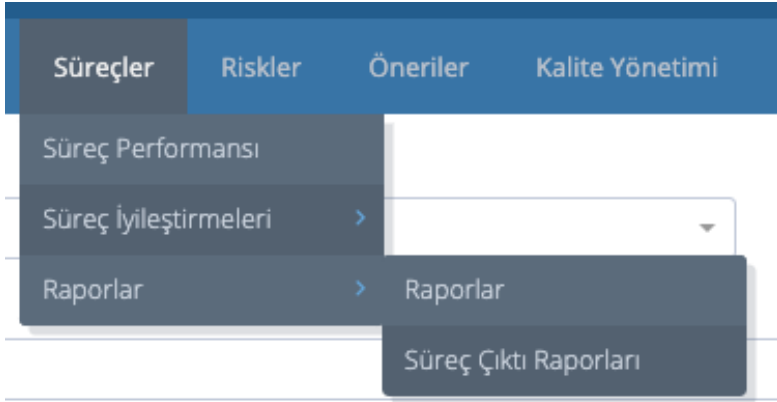 Süreçler Riskler Öneriler Kalite Yönetimi
Süreç Performansı
Süreç İyileştirmeleri
Raporlar
Raporlar
Süreç Çıktı Raporları